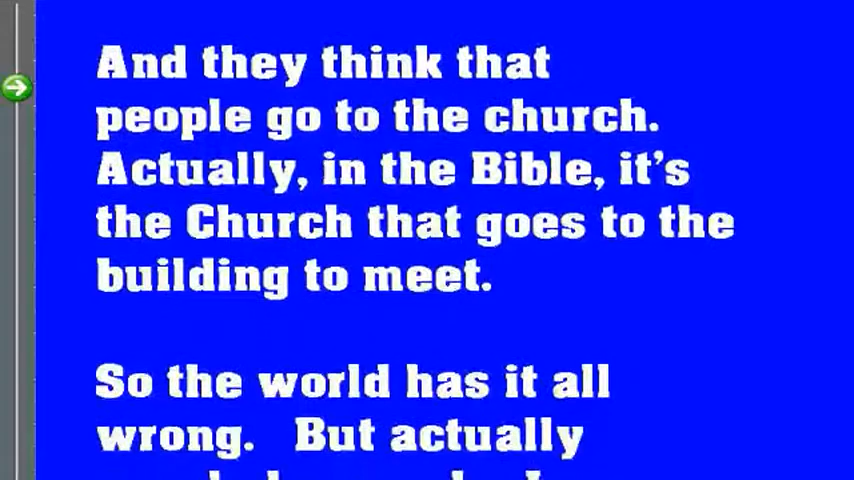 And they think that
people go to the church.
Actually, in the Bible, it's
the Church that goes to the
building to meet.
So the world has it all
wrong. But actually